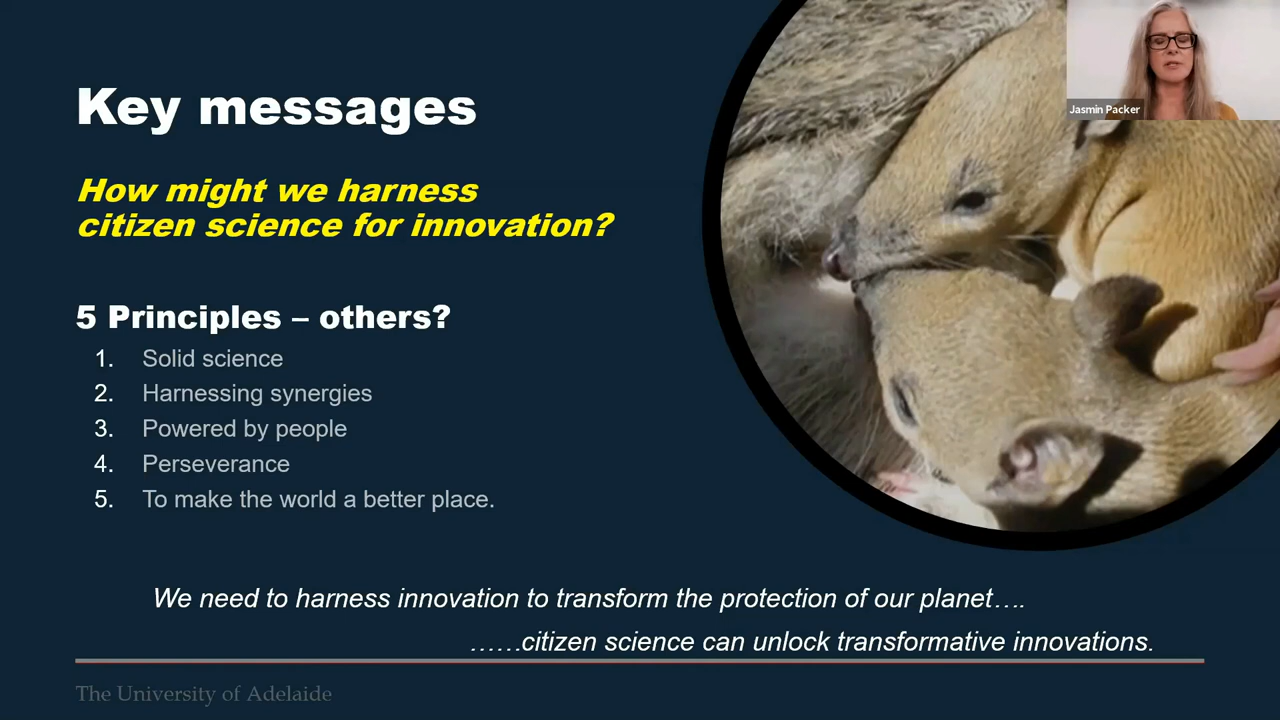 Key messages
Jasmin Packer
How might we harness
citizen science for innovation?
5 Principles – others?
1. Solid science
2. Harnessing synergies
3. Powered by people
4. Perseverance
5. To make the world a better place.
We need to harness innovation to transform the protection of our planet….
……citizen science can unlock transformative innovations.
The University of Adelaide